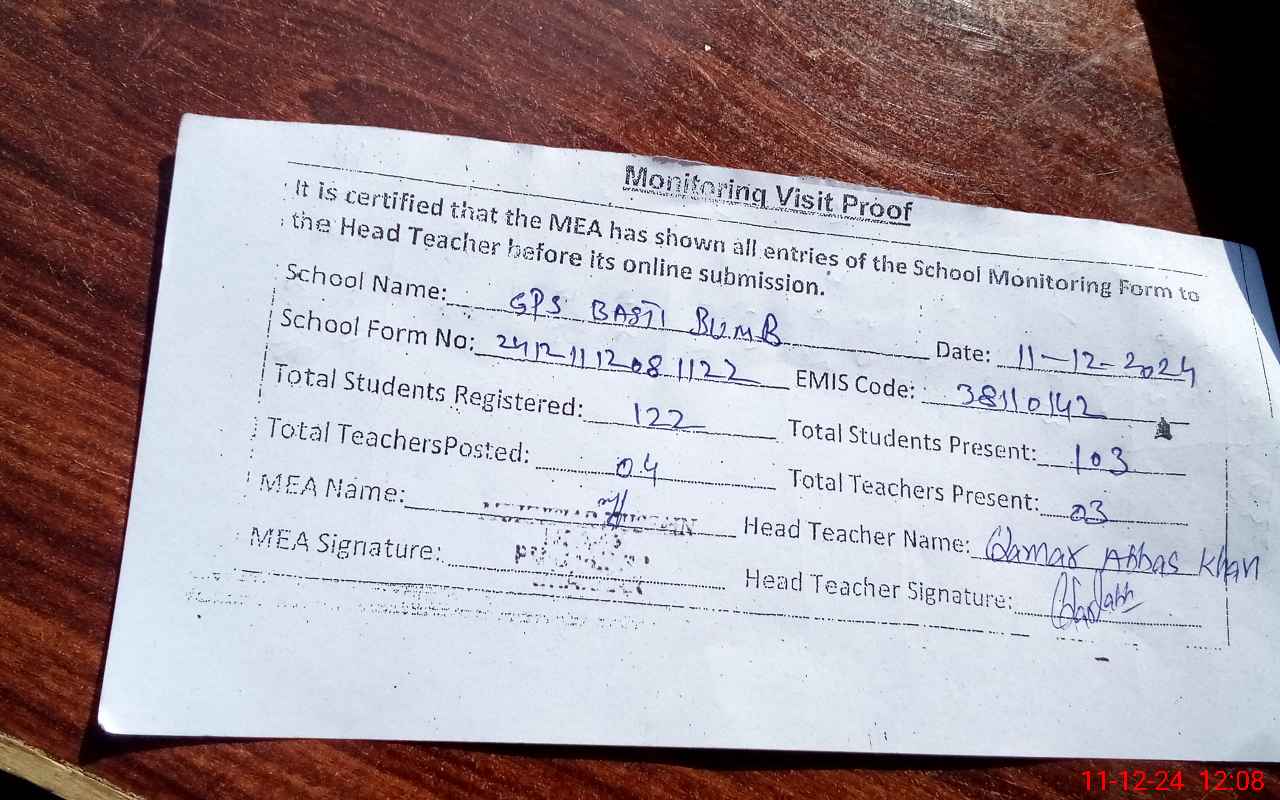 Monitoring Visit Proof
It is certified that the MEA has shown all entries of the School Monitoring Form to
the Head Teacher before its online submission.
School Name: GPS BASTI BUMB Date: 11-12-2024
School Form No: 24121112081122 EMIS Code: 38110142
Total Students Registered: 122 Total Students Present: 103
Total TeachersPosted: 04 Total Teachers Present: 03
MEA Name: Head Teacher Name: Qamar Abbas Khan
MEA Signature: Head Teacher Signature:
11-12-24 12:08